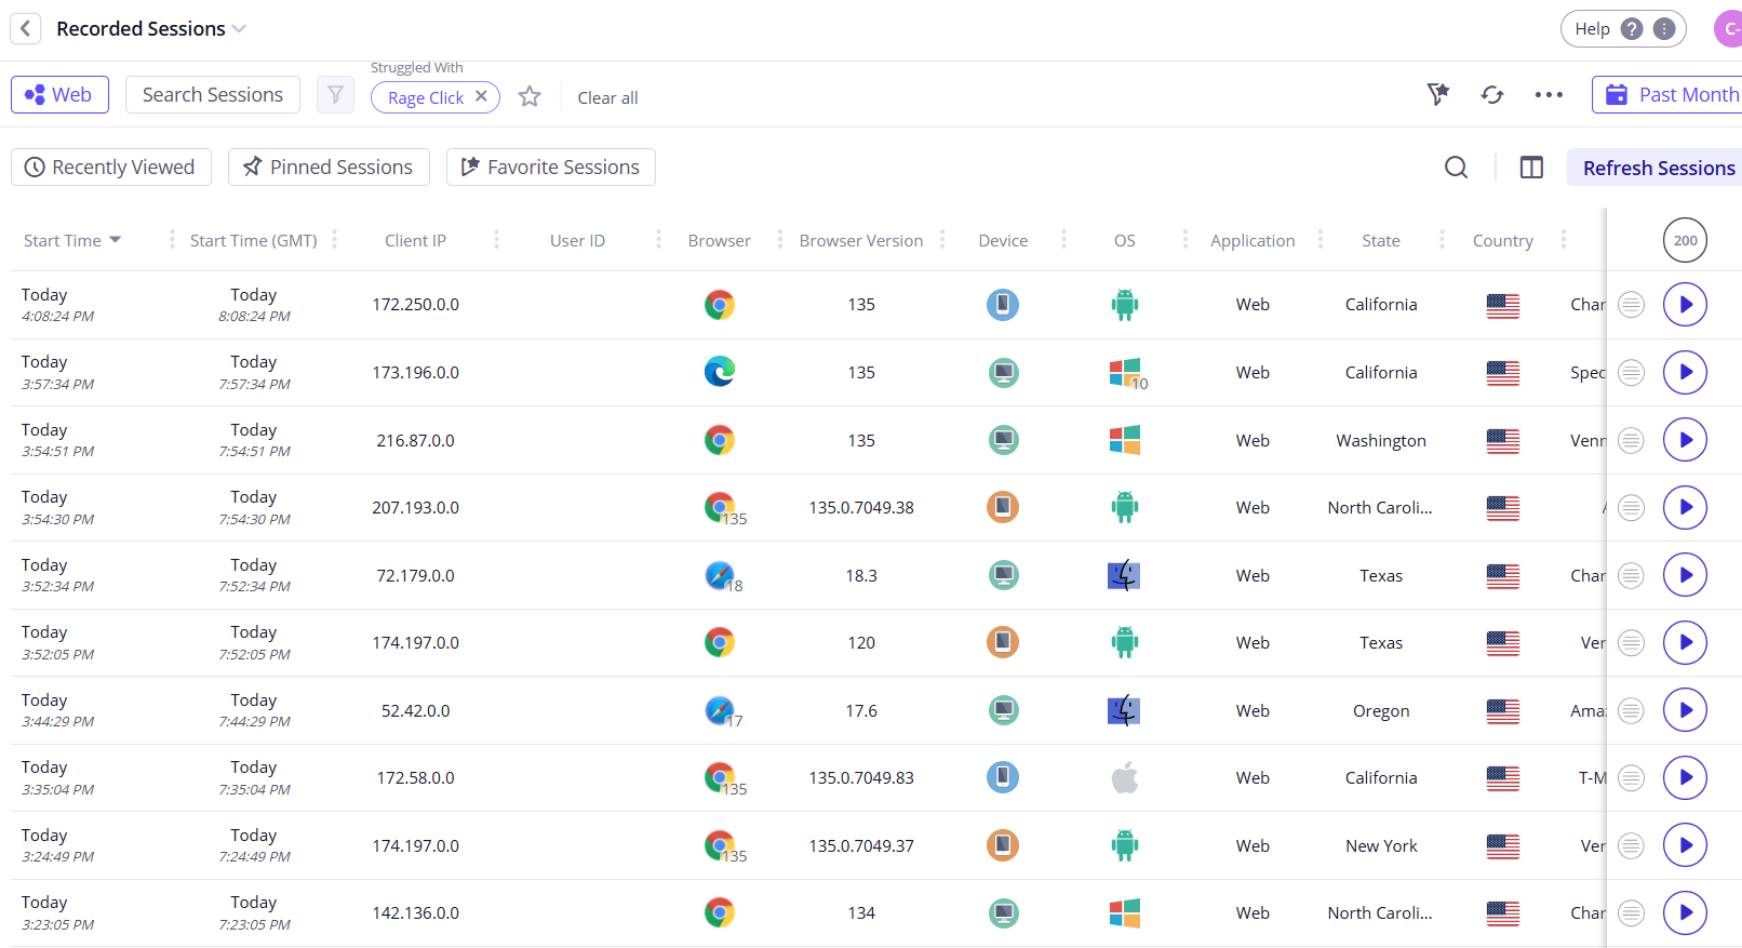 Recorded Sessions
Help
C-
Struggled With
Web
Search Sessions
Rage Click
Clear all
Past Month
Recently Viewed
Pinned Sessions
Favorite Sessions
Refresh Sessions
Start Time Start Time (GMT) Client IP User ID Browser Browser Version Device OS Application State Country 200
Today Today
172.250.0.0 135 Web California Char
4:08:24 PM 8:08:24 PM
Today Today
173.196.0.0 135 10 Web California Spec
3:57:34 PM 7:57:34 PM
Today Today
216.87.0.0 135 Web Washington Venn
3:54:51 PM 7:54:51 PM
Today Today
207.193.0.0 135 135.0.7049.38 Web North Caroli... A
3:54:30 PM 7:54:30 PM
Today Today
72.179.0.0 18 18.3 Web Texas Char
3:52:34 PM 7:52:34 PM
Today Today
174.197.0.0 120 Web Texas Ver
3:52:05 PM 7:52:05 PM
Today Today
52.42.0.0 17 17.6 Web Oregon Ama
3:44:29 PM 7:44:29 PM
Today Today
172.58.0.0 135 135.0.7049.83 Web California T-M
3:35:04 PM 7:35:04 PM
Today Today
174.197.0.0 135 135.0.7049.37 Web New York Ver
3:24:49 PM 7:24:49 PM
Today Today
142.136.0.0 134 Web North Caroli... Char
3:23:05 PM 7:23:05 PM